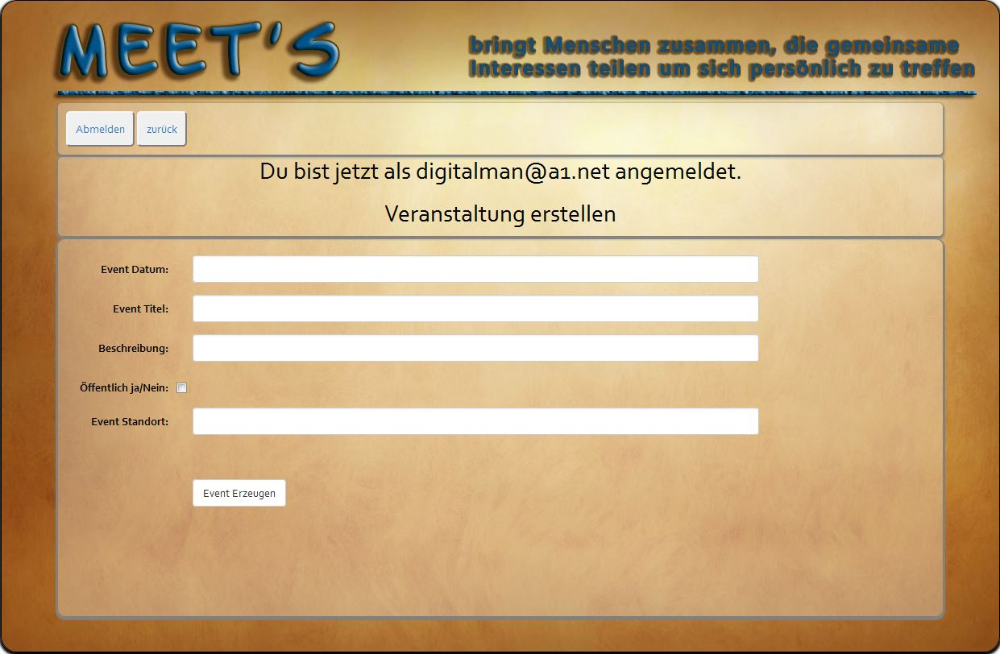 MEET'S
bringt Menschen zusammen, die gemeinsame
Interessen teilen um sich persönlich zu treffen
Abmelden zurück
Du bist jetzt als digitalman@a1.net angemeldet.
Veranstaltung erstellen
Event Datum:
Event Titel:
Beschreibung:
Öffentlich ja/Nein:
Event Standort:
Event Erzeugen